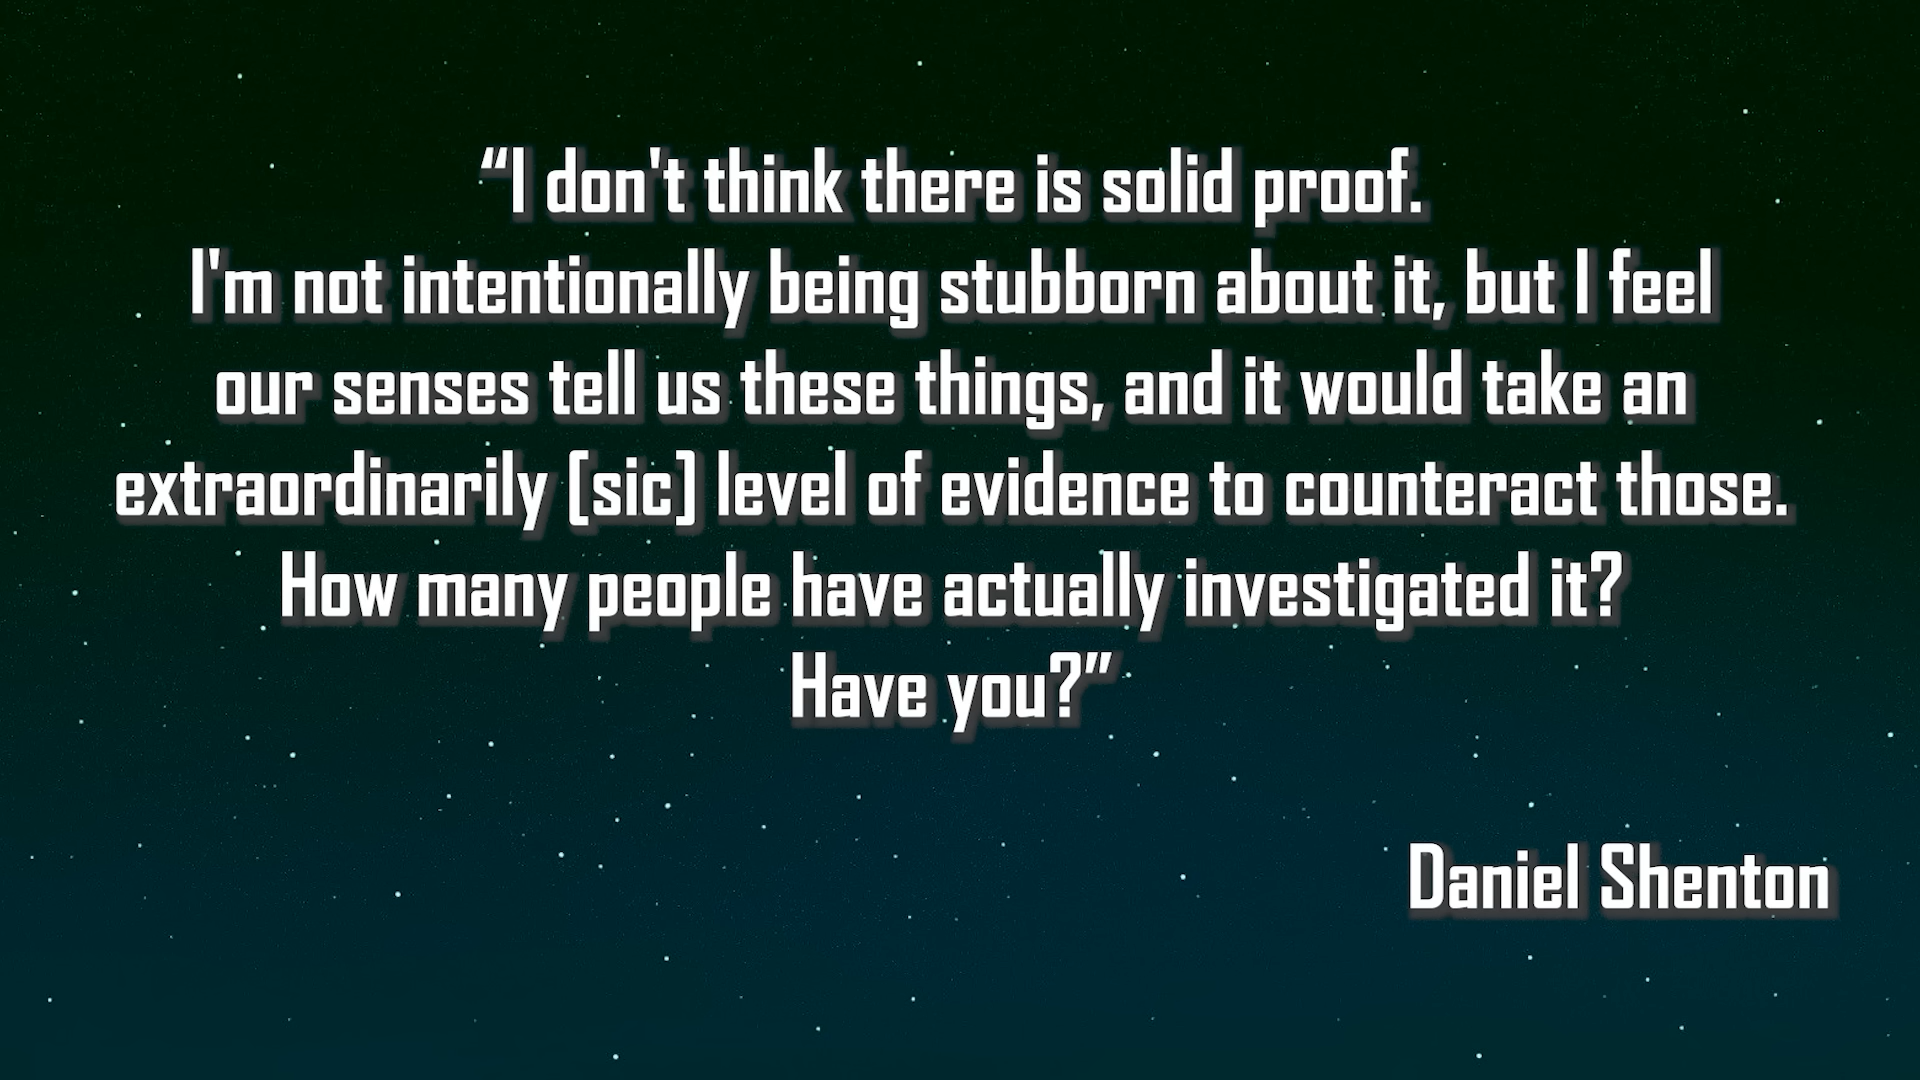 “I don't think there is solid proof.
I'm not intentionally being stubborn about it, but I feel
our senses tell us these things, and it would take an
extraordinarily [sic] level of evidence to counteract those.
How many people have actually investigated it?
Have you?”
Daniel Shenton